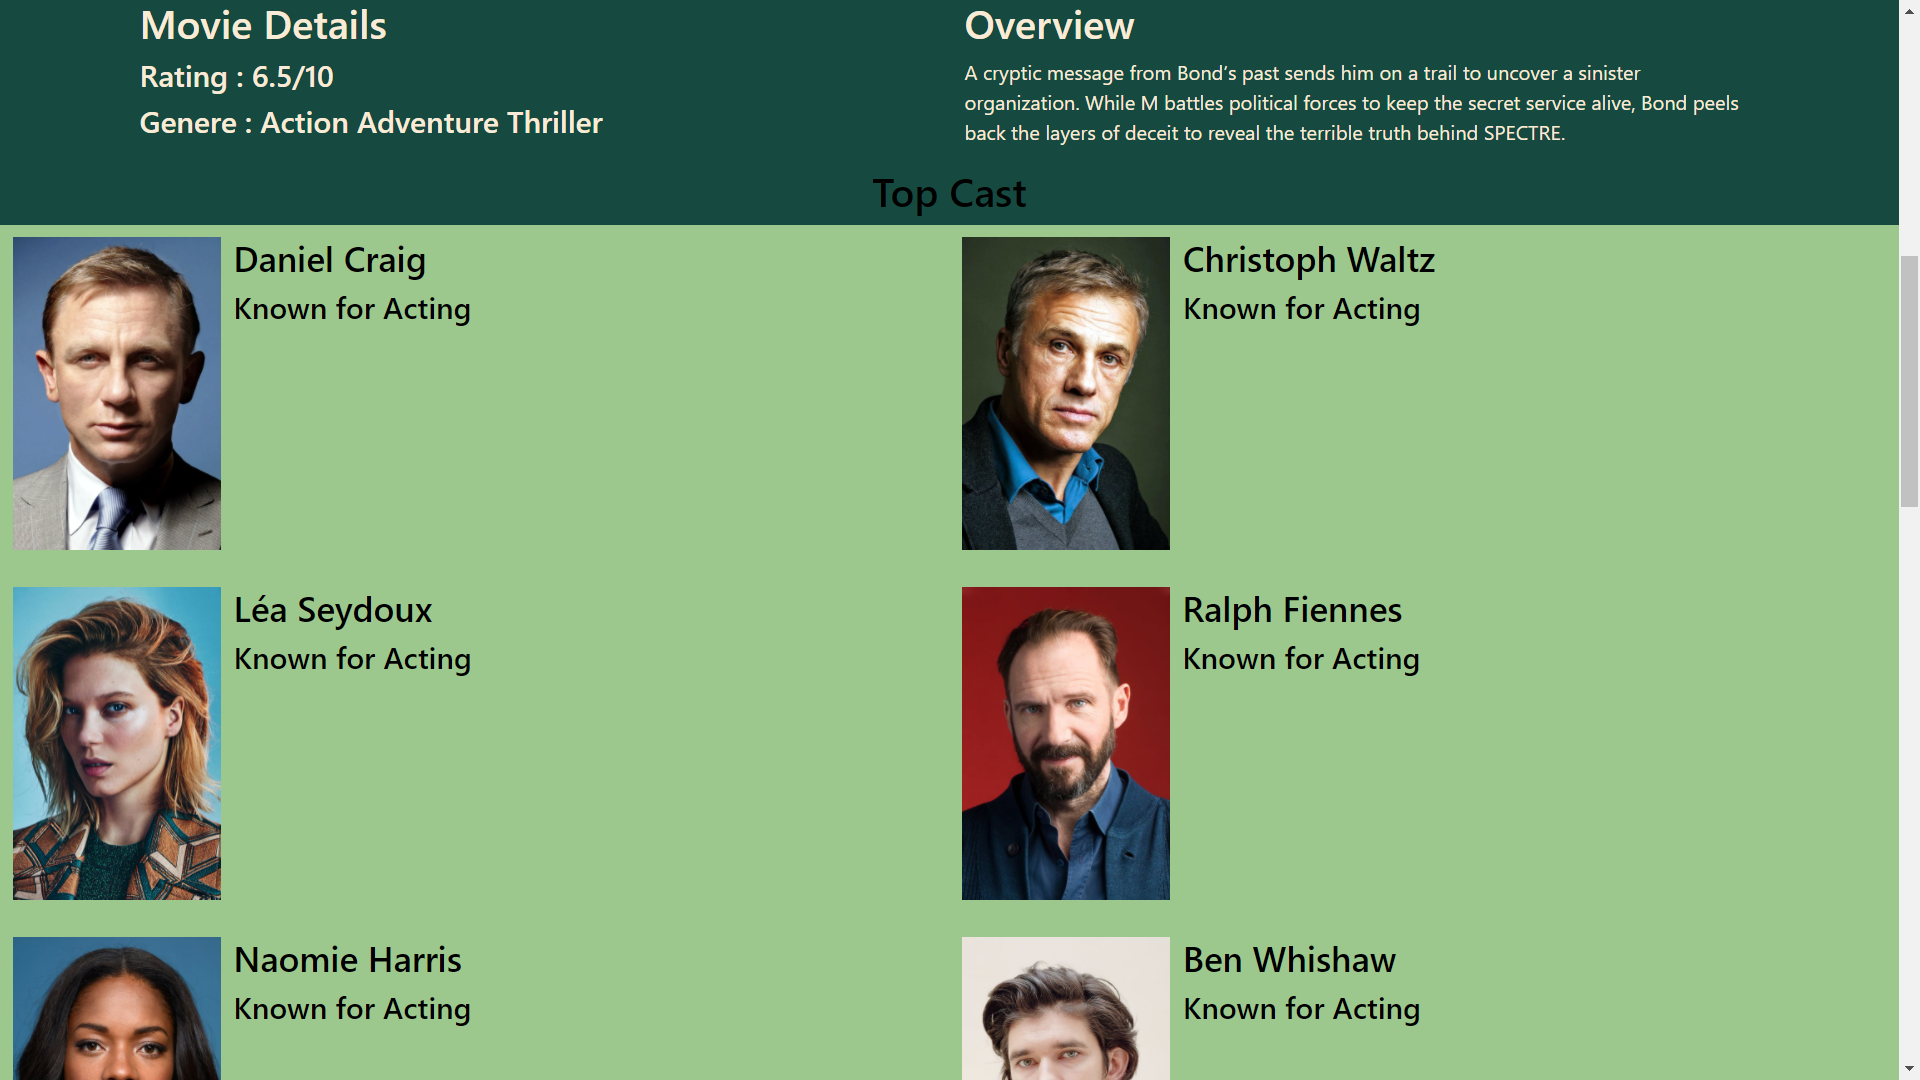 Movie Details
Rating : 6.5/10
Genere : Action Adventure Thriller
Overview
A cryptic message from Bond’s past sends him on a trail to uncover a sinister
organization. While M battles political forces to keep the secret service alive, Bond peels
back the layers of deceit to reveal the terrible truth behind SPECTRE.
Top Cast
Daniel Craig
Known for Acting
Christoph Waltz
Known for Acting
Léa Seydoux
Known for Acting
Ralph Fiennes
Known for Acting
Naomie Harris
Known for Acting
Ben Whishaw
Known for Acting